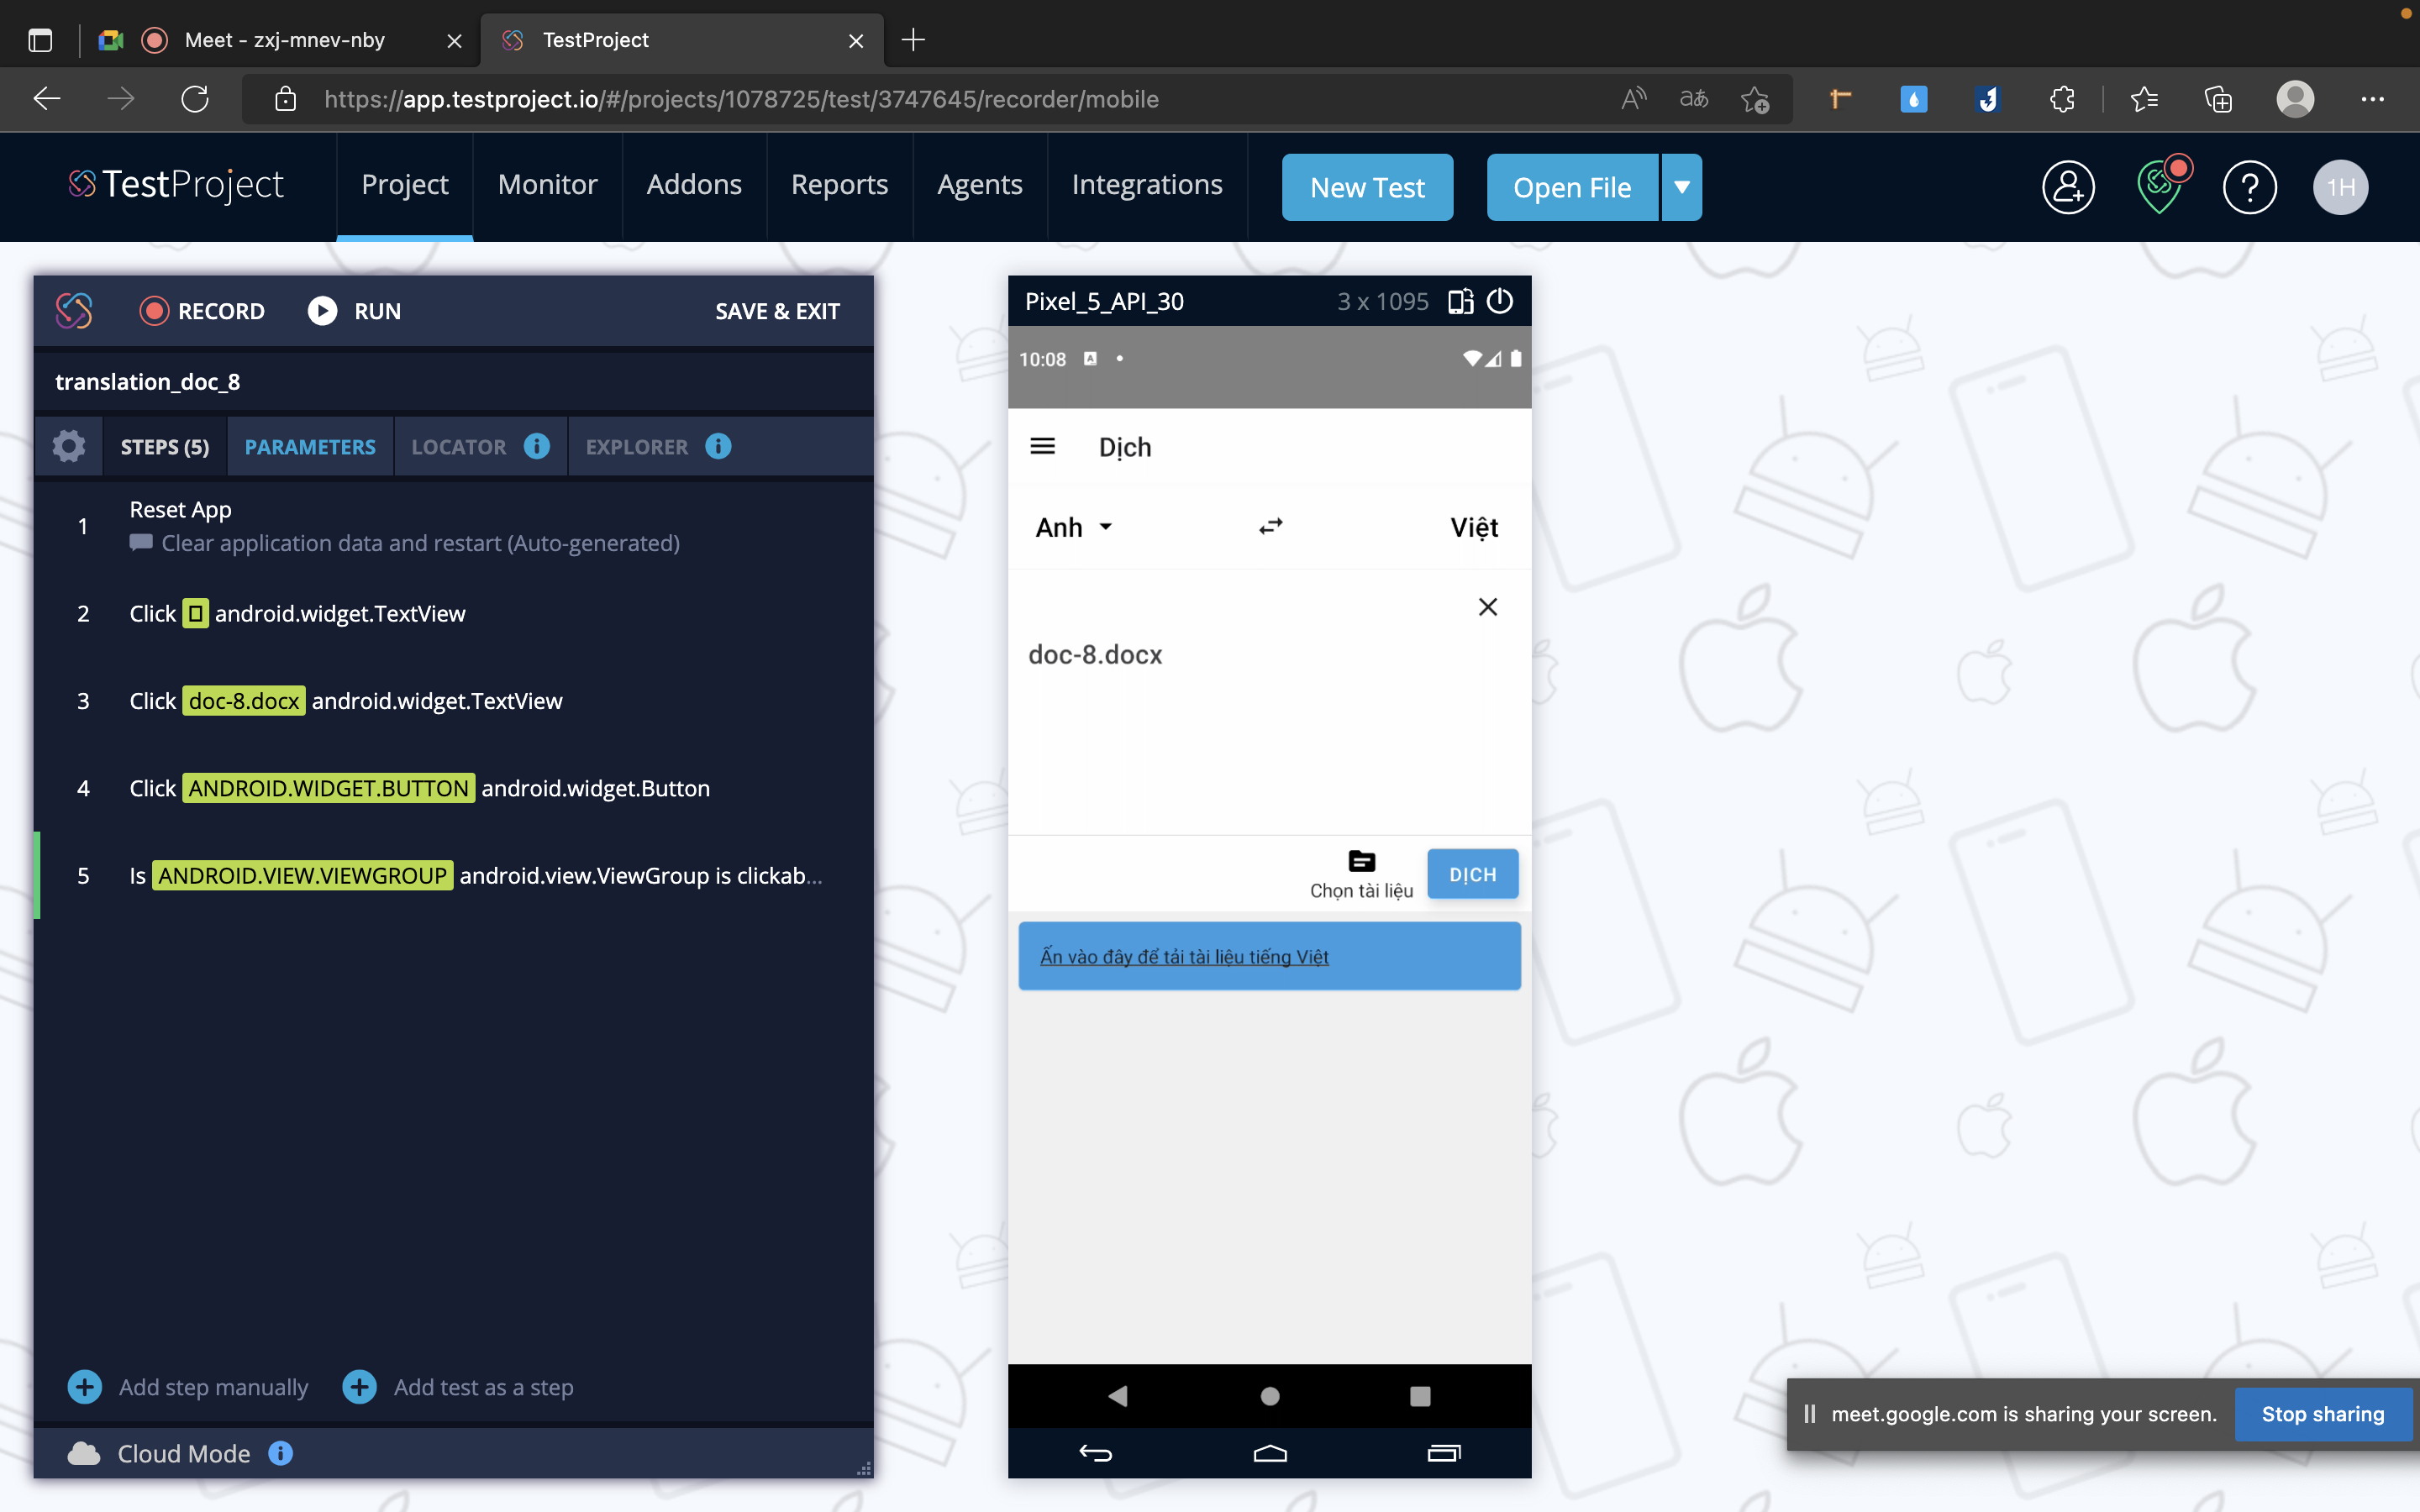 Meet - zxj-mnev-nby
TestProject
https://app.testproject.io/#/projects/1078725/test/3747645/recorder/mobile
TestProject
Project
Monitor
Addons
Reports
Agents
Integrations
New Test
Open File
1H
RECORD
RUN
SAVE & EXIT
translation_doc_8
STEPS (5)
PARAMETERS
LOCATOR
EXPLORER
1 Reset App
Clear application data and restart (Auto-generated)
2 Click android.widget.TextView
3 Click doc-8.docx android.widget.TextView
4 Click ANDROID.WIDGET.BUTTON android.widget.Button
5 Is ANDROID.VIEW.VIEWGROUP android.view.ViewGroup is clickab...
Add step manually
Add test as a step
Cloud Mode
Pixel_5_API_30
3 x 1095
10:08
Dịch
Anh
Việt
doc-8.docx
Chọn tài liệu
DỊCH
Ấn vào đây để tải tài liệu tiếng Việt
meet.google.com is sharing your screen.
Stop sharing